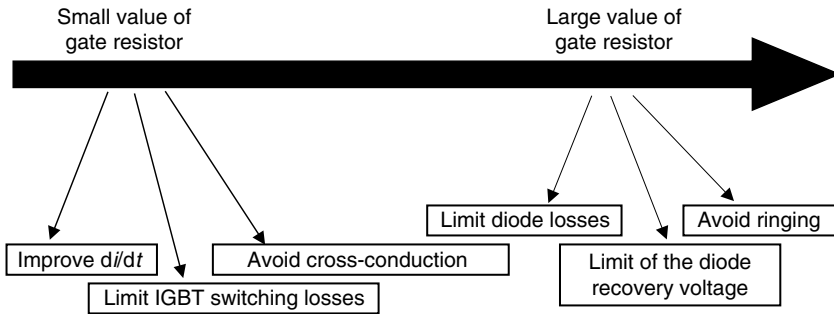 Small value of
gate resistor
Large value of
gate resistor
Limit diode losses
Avoid ringing
Improve di/dt
Avoid cross-conduction
Limit of the diode
recovery voltage
Limit IGBT switching losses